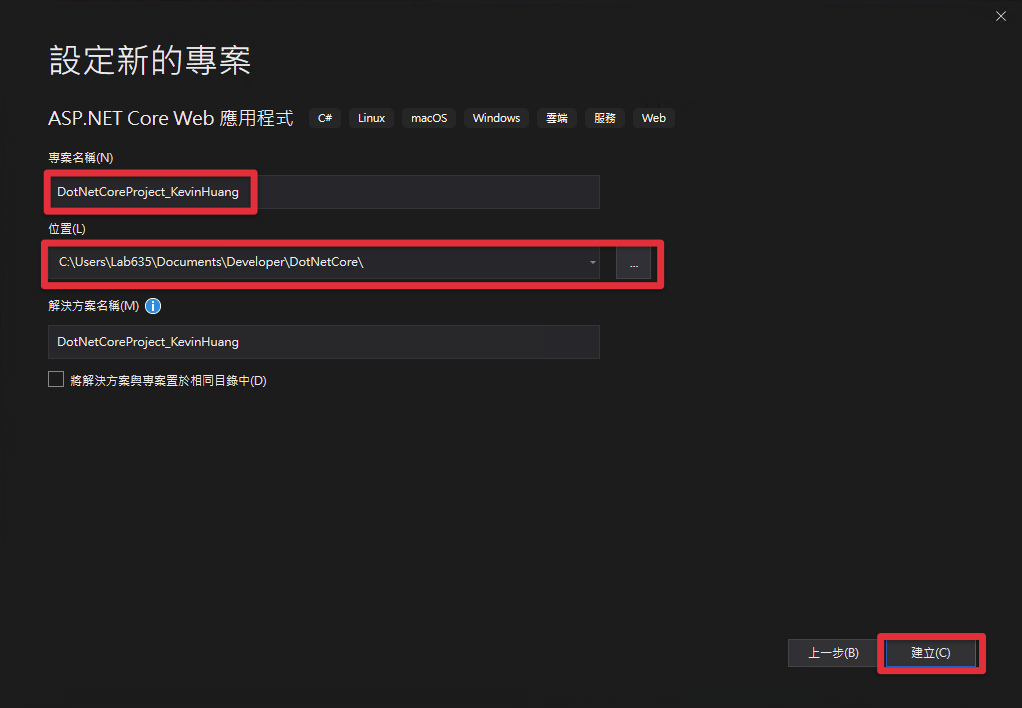 設定新的專案
ASP.NET Core Web 應用程式 C# Linux macOS Windows 雲端 服務 Web
專案名稱(N)
DotNetCoreProject_KevinHuang
位置(L)
C:\Users\Lab635\Documents\Developer\DotNetCore\ ...
解決方案名稱(M) i
DotNetCoreProject_KevinHuang
將解決方案與專案置於相同目錄中(D)
上一步(B) 建立(C)